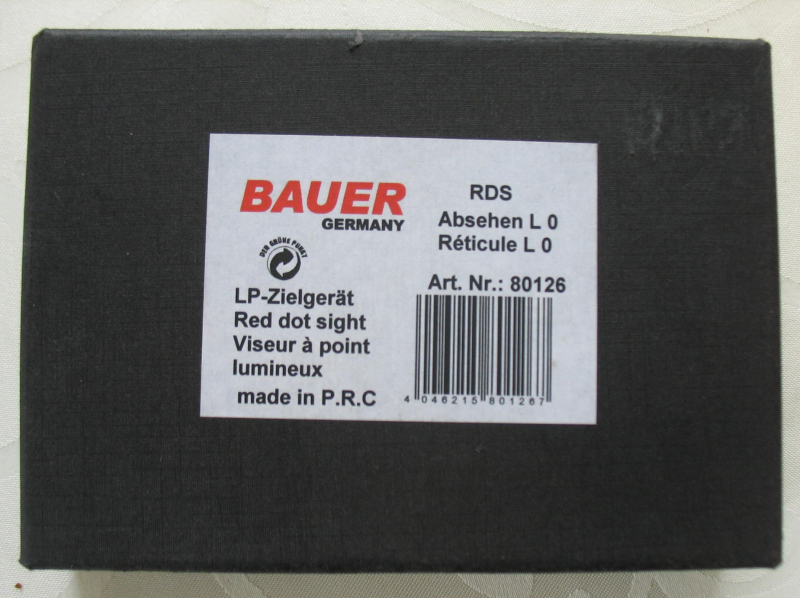 BAUER
GERMANY
DER GRÜNE PUNKT
LP-Zielgerät
Red dot sight
Viseur à point
lumineux
made in P.R.C
RDS
Absehen L 0
Réticule L 0
Art. Nr.: 80126
4 046215 801267